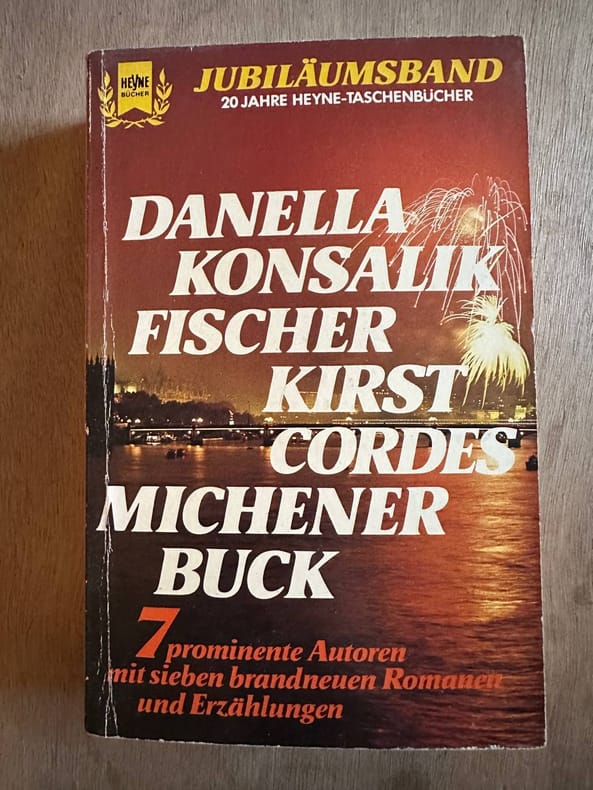 HEYNE
BÜCHER
JUBILÄUMSBAND
20 JAHRE HEYNE-TASCHENBÜCHER
DANELLA
KONSALIK
FISCHER
KIRST
CORDES
MICHENER
BUCK
7 prominente Autoren
mit sieben brandneuen Romanen
und Erzählungen